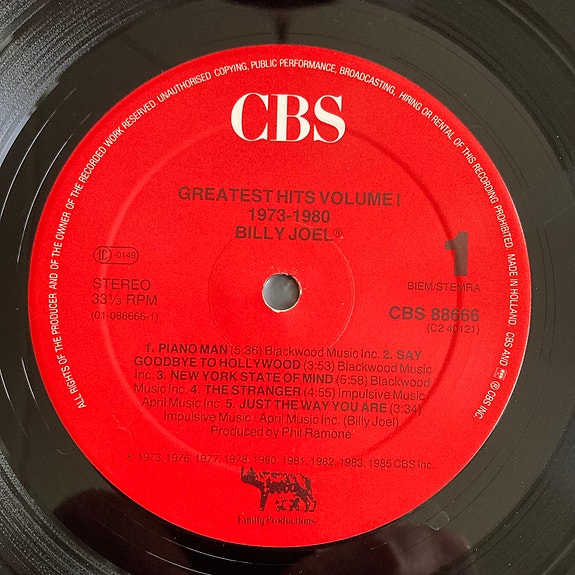 ALL RIGHTS OF THE PRODUCER AND OF THE OWNER OF THE RECORDED WORK RESERVED. UNAUTHORISED COPYING, PUBLIC PERFORMANCE, BROADCASTING, HIRING OR RENTAL OF THIS RECORDING PROHIBITED. MADE IN HOLLAND. CBS AND ARE ® CBS INC.
CBS
GREATEST HITS VOLUME I
1973-1980
BILLY JOEL®
1
LC-0149
STEREO
33⅓ RPM
(01-088666-1)
BIEM/STEMRA
CBS 88666
(C2 40121)
1. PIANO MAN (5:36) Blackwood Music Inc. 2. SAY
GOODBYE TO HOLLYWOOD (3:53) Blackwood Music
Inc. 3. NEW YORK STATE OF MIND (5:58) Blackwood
Music Inc. 4. THE STRANGER (4:55) Impulsive Music /
April Music Inc. 5. JUST THE WAY YOU ARE (3:34)
Impulsive Music / April Music Inc. (Billy Joel)
Produced by Phil Ramone
℗ 1973, 1976, 1977, 1978, 1980, 1981, 1982, 1983, 1985 CBS Inc.
Family Productions